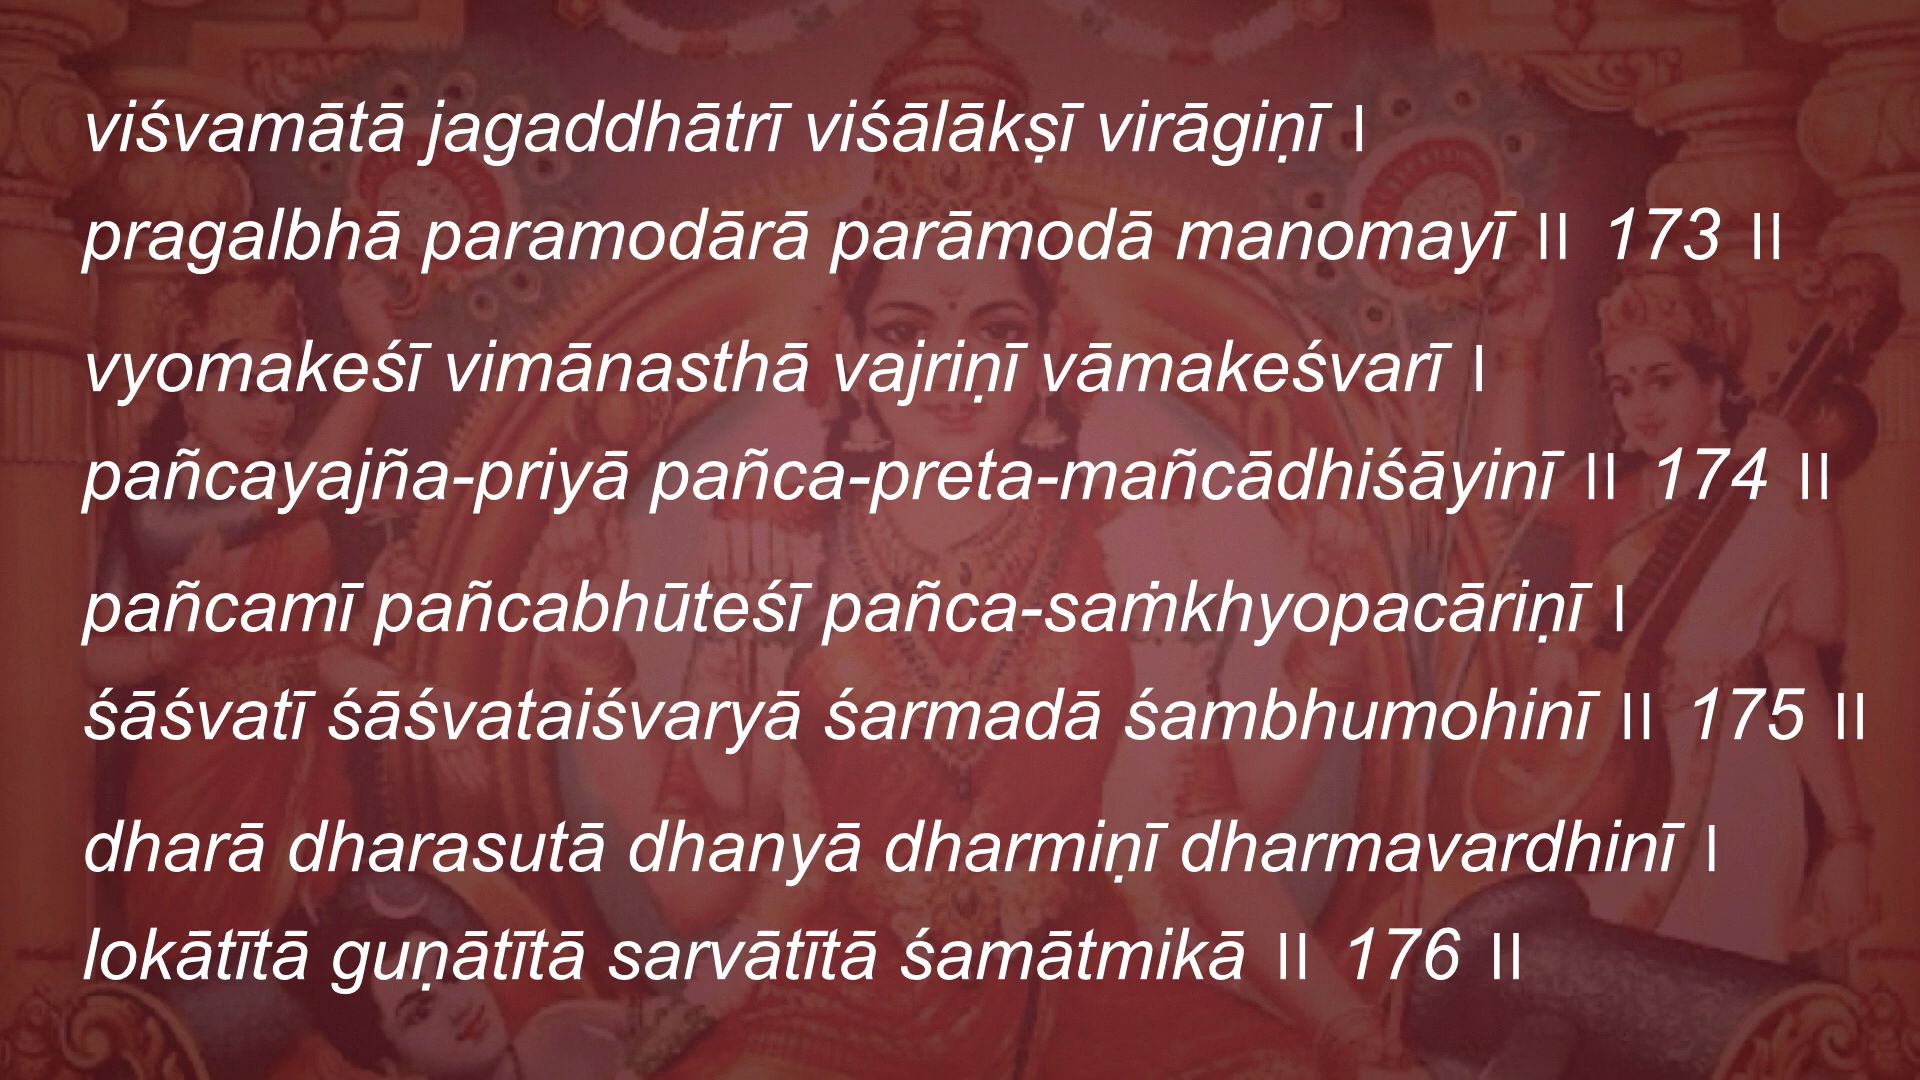 viśvamātā jagaddhātrī viśālākṣī virāgiṇī ।
pragalbhā paramodārā parāmodā manomayī ॥ 173 ॥
vyomakeśī vimānasthā vajriṇī vāmakeśvarī ।
pañcayajña-priyā pañca-preta-mañcādhiśāyinī ॥ 174 ॥
pañcamī pañcabhūteśī pañca-saṁkhyopacāriṇī ।
śāśvatī śāśvataiśvaryā śarmadā śambhumohinī ॥ 175 ॥
dharā dharasutā dhanyā dharmiṇī dharmavardhinī ।
lokātītā guṇātītā sarvātītā śamātmikā ॥ 176 ॥